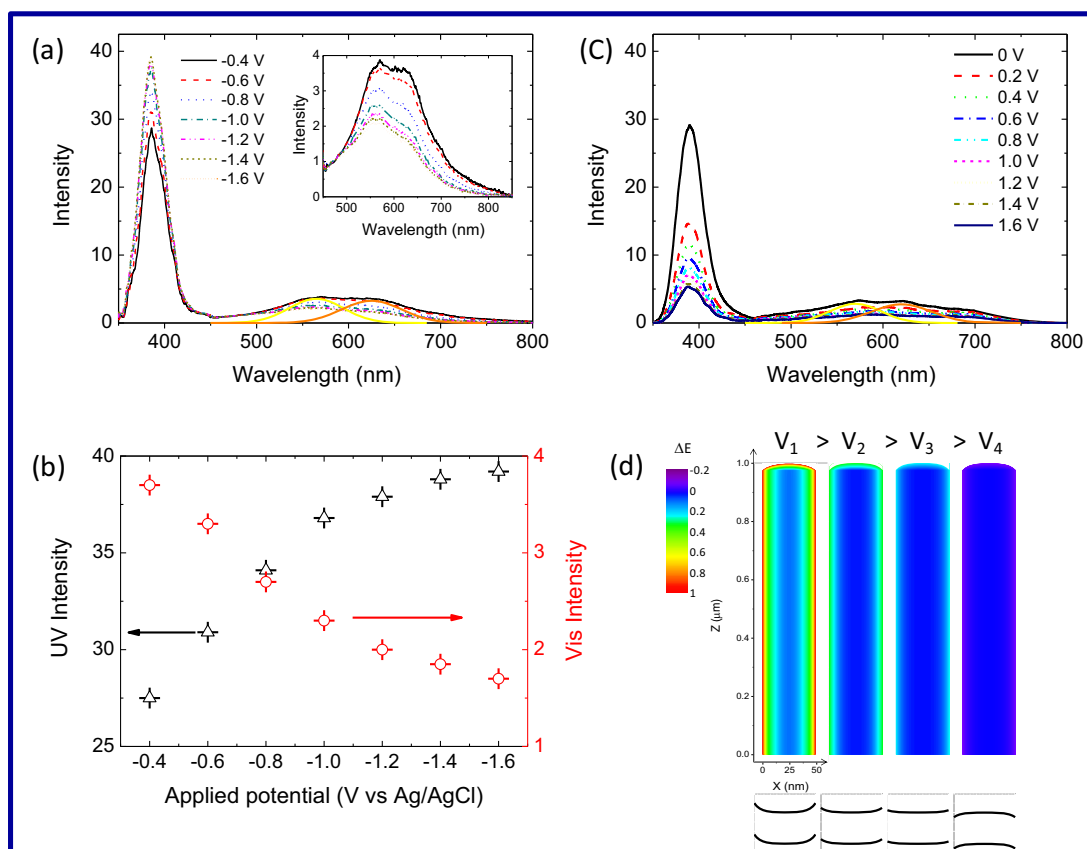 (a)
40
30
20
10
0
Intensity
-0.4 V
-0.6 V
-0.8 V
-1.0 V
-1.2 V
-1.4 V
-1.6 V
4
3
2
1
0
Intensity
500 600 700 800
Wavelength (nm)
400 500 600 700 800
Wavelength (nm)
(C)
40
30
20
10
0
Intensity
0 V
0.2 V
0.4 V
0.6 V
0.8 V
1.0 V
1.2 V
1.4 V
1.6 V
400 500 600 700 800
Wavelength (nm)
(b)
40
35
30
25
UV Intensity
4
3
2
1
Vis Intensity
-0.4 -0.6 -0.8 -1.0 -1.2 -1.4 -1.6
Applied potential (V vs Ag/AgCl)
(d)
V1 > V2 > V3 > V4
ΔE
-0.2
0
0.2
0.4
0.6
0.8
1
1.0
0.8
0.6
0.4
0.2
0.0
Z (μm)
0 25 50
X (nm)